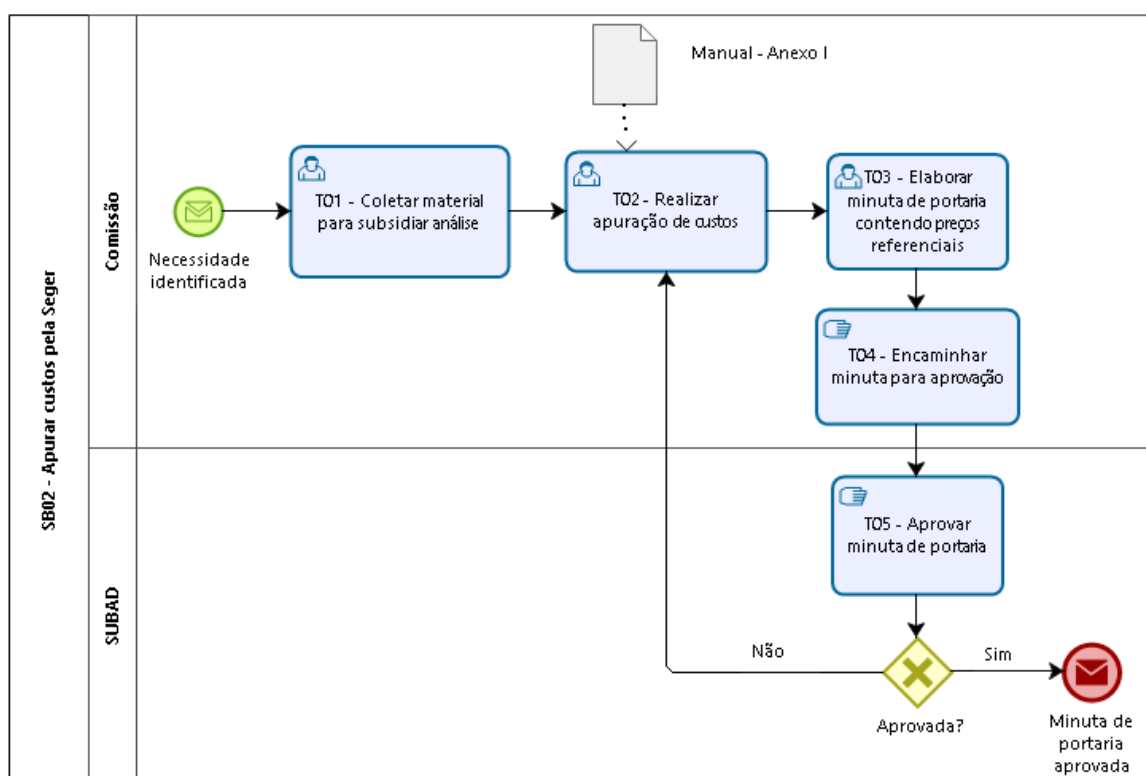 SB02 - Apurar custos pela Seger
Comissão
Manual - Anexo I
Necessidade
identificada
T01 - Coletar material
para subsidiar análise
T02 - Realizar
apuração de custos
T03 - Elaborar
minuta de portaria
contendo preços
referenciais
T04 - Encaminhar
minuta para aprovação
SUBAD
T05 - Aprovar
minuta de portaria
Não
Sim
Aprovada?
Minuta de
portaria
aprovada